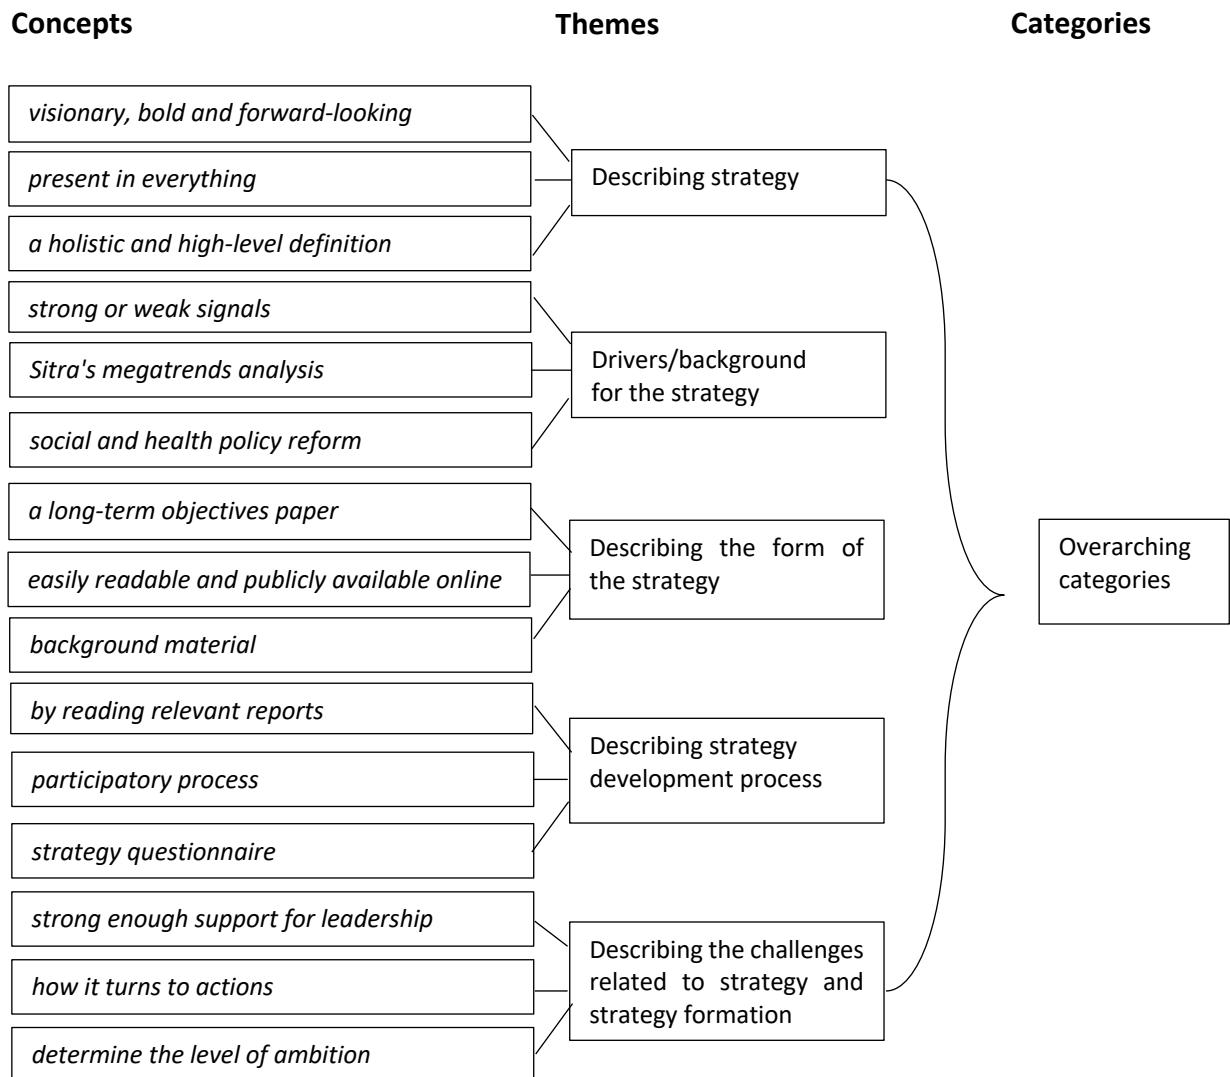 Concepts Themes Categories
visionary, bold and forward-looking
present in everything
a holistic and high-level definition
Describing strategy
strong or weak signals
Sitra's megatrends analysis
social and health policy reform
Drivers/background
for the strategy
a long-term objectives paper
easily readable and publicly available online
background material
Describing the form of
the strategy
by reading relevant reports
participatory process
strategy questionnaire
Describing strategy
development process
strong enough support for leadership
how it turns to actions
determine the level of ambition
Describing the challenges
related to strategy and
strategy formation
Overarching
categories